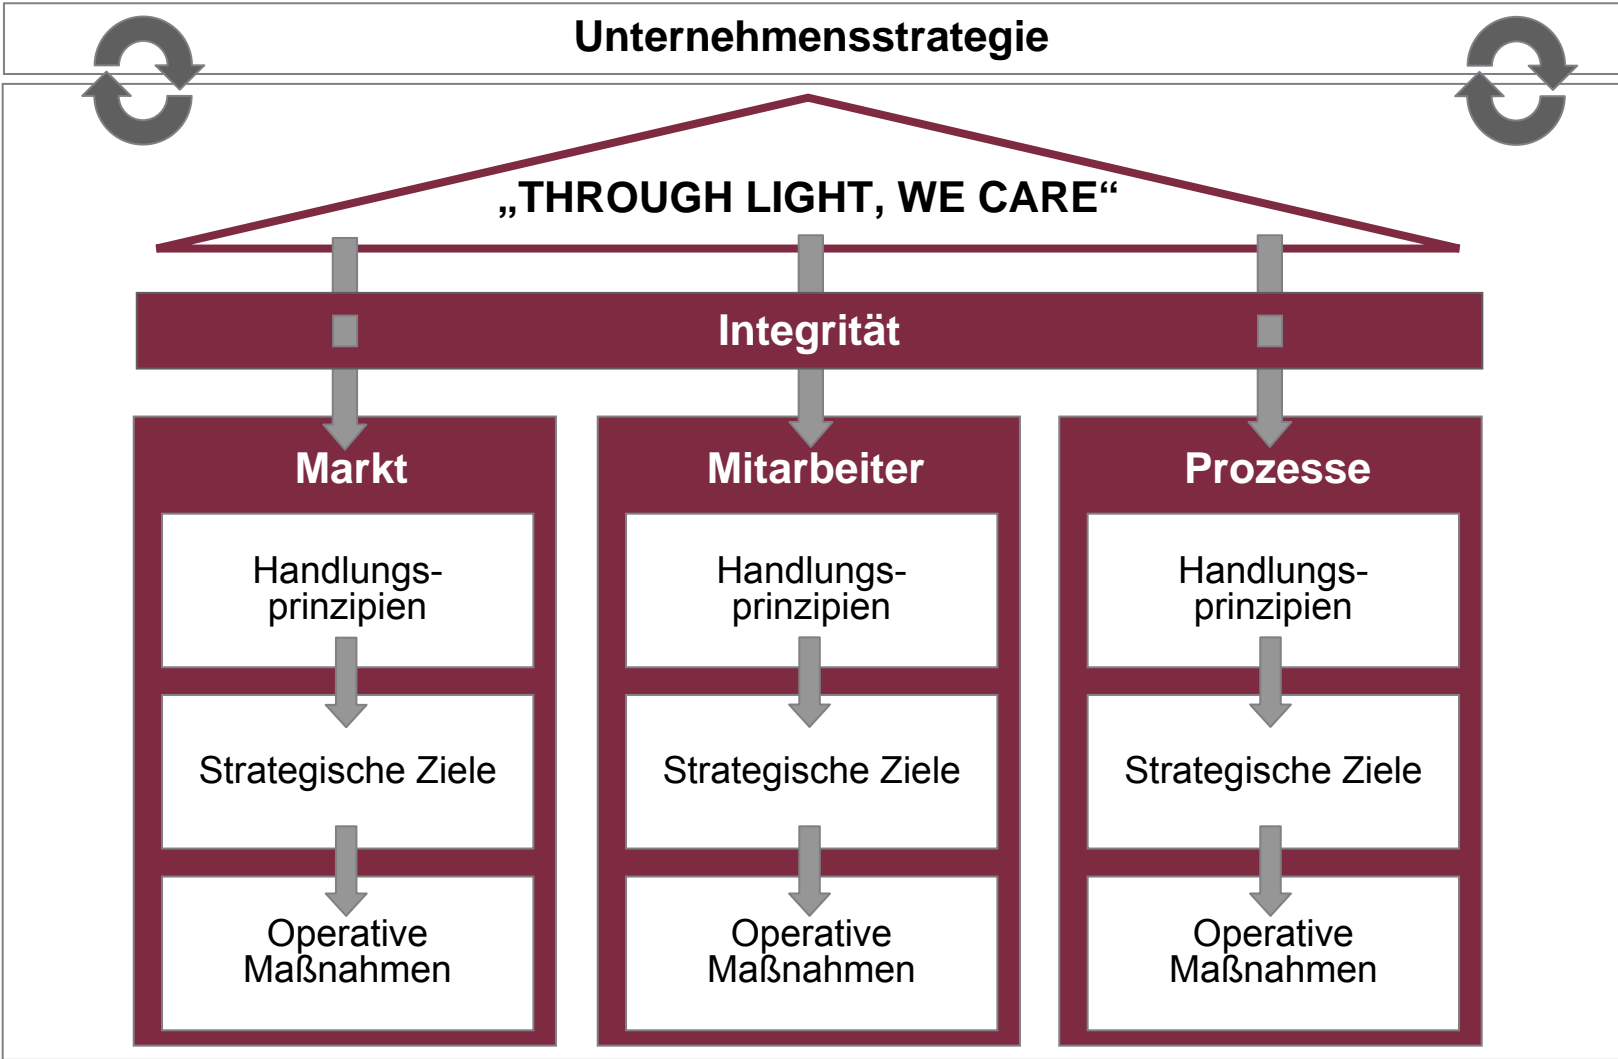 Unternehmensstrategie
„THROUGH LIGHT, WE CARE“
Integrität
Markt
Handlungs-
prinzipien
Strategische Ziele
Operative
Maßnahmen
Mitarbeiter
Handlungs-
prinzipien
Strategische Ziele
Operative
Maßnahmen
Prozesse
Handlungs-
prinzipien
Strategische Ziele
Operative
Maßnahmen